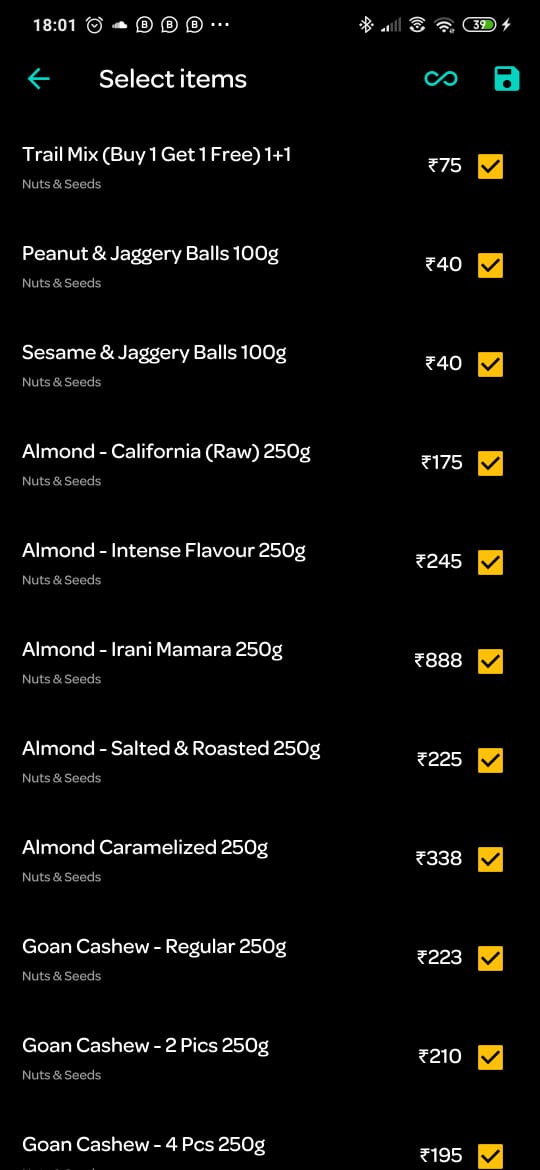 18:01 B B B ... 39
Select items
Trail Mix (Buy 1 Get 1 Free) 1+1 ₹75
Nuts & Seeds
Peanut & Jaggery Balls 100g ₹40
Nuts & Seeds
Sesame & Jaggery Balls 100g ₹40
Nuts & Seeds
Almond - California (Raw) 250g ₹175
Nuts & Seeds
Almond - Intense Flavour 250g ₹245
Nuts & Seeds
Almond - Irani Mamara 250g ₹888
Nuts & Seeds
Almond - Salted & Roasted 250g ₹225
Nuts & Seeds
Almond Caramelized 250g ₹338
Nuts & Seeds
Goan Cashew - Regular 250g ₹223
Nuts & Seeds
Goan Cashew - 2 Pics 250g ₹210
Nuts & Seeds
Goan Cashew - 4 Pcs 250g ₹195